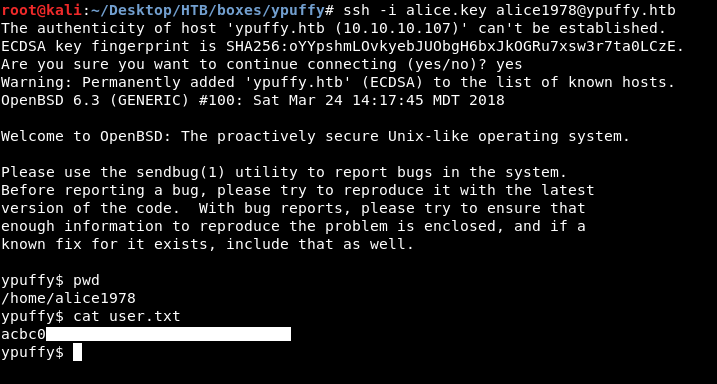 root@kali:~/Desktop/HTB/boxes/ypuffy# ssh -i alice.key alice1978@ypuffy.htb
The authenticity of host 'ypuffy.htb (10.10.10.107)' can't be established.
ECDSA key fingerprint is SHA256:oYYpshmLOvkyebJUObgH6bxJkOGRu7xsw3r7ta0LCzE.
Are you sure you want to continue connecting (yes/no)? yes
Warning: Permanently added 'ypuffy.htb' (ECDSA) to the list of known hosts.
OpenBSD 6.3 (GENERIC) #100: Sat Mar 24 14:17:45 MDT 2018
Welcome to OpenBSD: The proactively secure Unix-like operating system.
Please use the sendbug(1) utility to report bugs in the system.
Before reporting a bug, please try to reproduce it with the latest
version of the code.  With bug reports, please try to ensure that
enough information to reproduce the problem is enclosed, and if a
known fix for it exists, include that as well.
ypuffy$ pwd
/home/alice1978
ypuffy$ cat user.txt
acbc0
ypuffy$